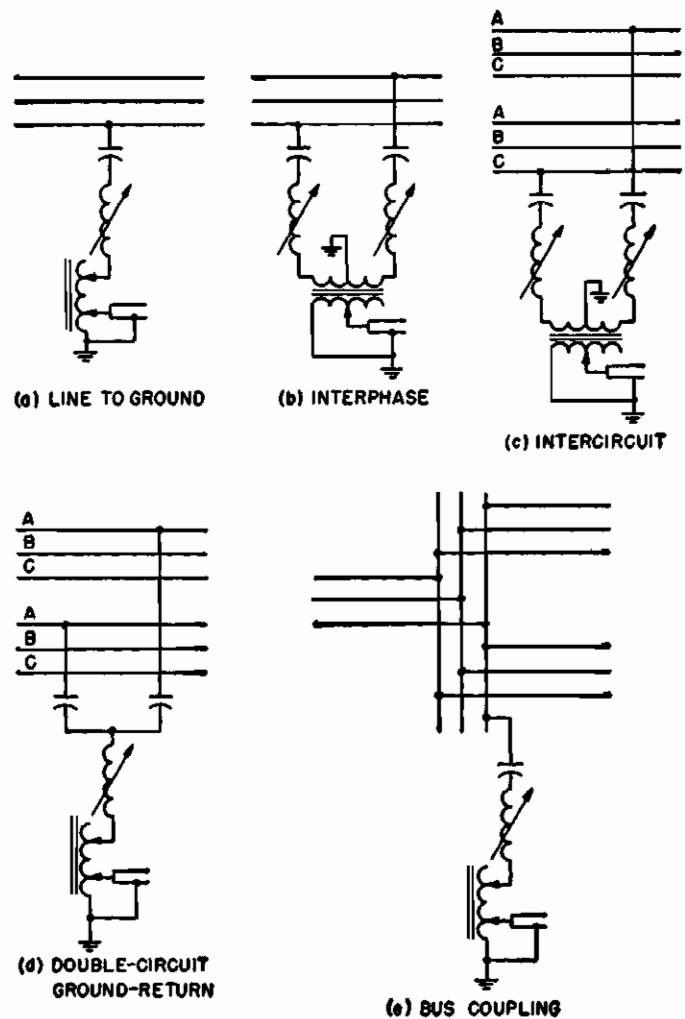 A
B
C
A
B
C
(a) LINE TO GROUND
(b) INTERPHASE
(c) INTERCIRCUIT
A
B
C
A
B
C
(d) DOUBLE-CIRCUIT
GROUND-RETURN
(e) BUS COUPLING